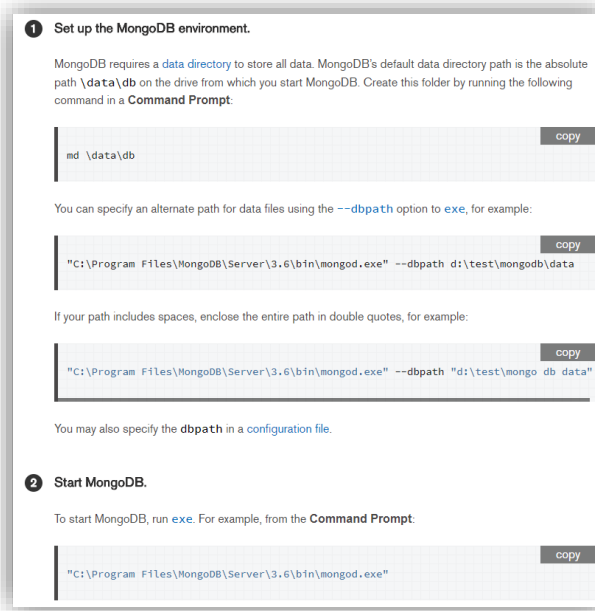 1 Set up the MongoDB environment.
MongoDB requires a data directory to store all data. MongoDB's default data directory path is the absolute
path \data\db on the drive from which you start MongoDB. Create this folder by running the following
command in a Command Prompt:
copy
md \data\db
You can specify an alternate path for data files using the --dbpath option to exe, for example:
copy
"C:\Program Files\MongoDB\Server\3.6\bin\mongod.exe" --dbpath d:\test\mongodb\data
If your path includes spaces, enclose the entire path in double quotes, for example:
copy
"C:\Program Files\MongoDB\Server\3.6\bin\mongod.exe" --dbpath "d:\test\mongo db data"
You may also specify the dbpath in a configuration file.
2 Start MongoDB.
To start MongoDB, run exe. For example, from the Command Prompt:
copy
"C:\Program Files\MongoDB\Server\3.6\bin\mongod.exe"